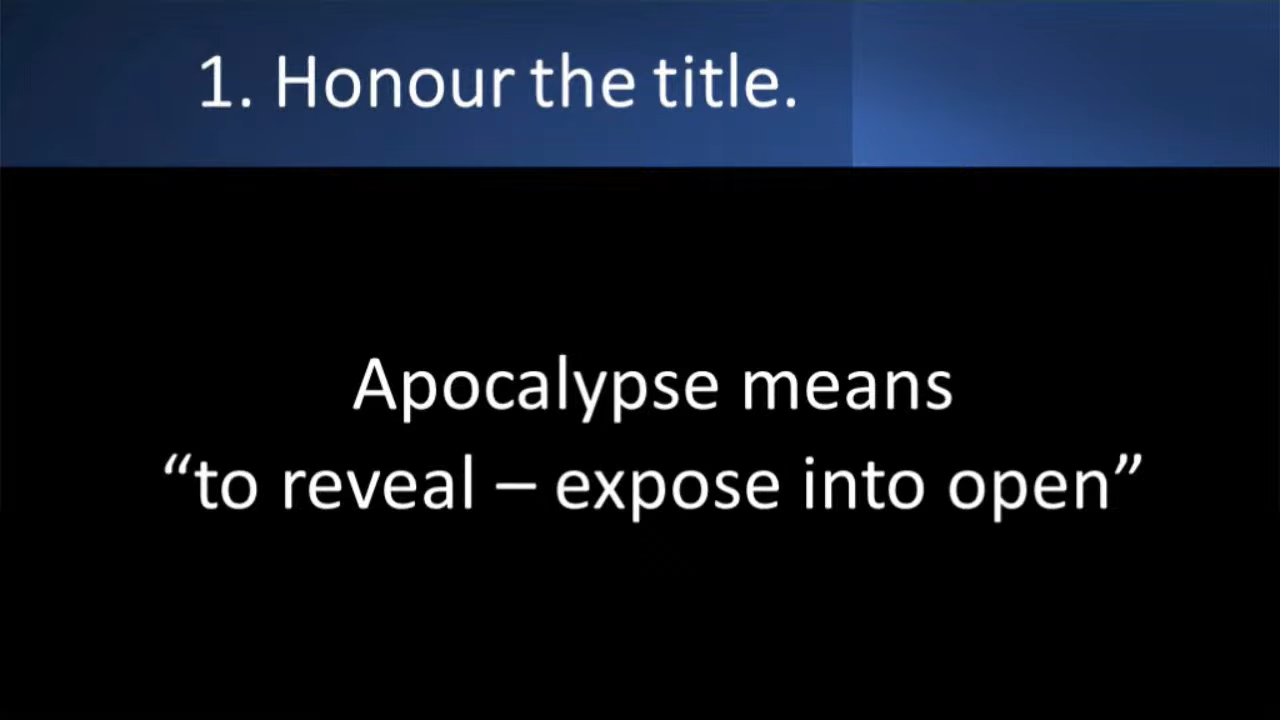 1. Honour the title.
Apocalypse means
“to reveal – expose into open”